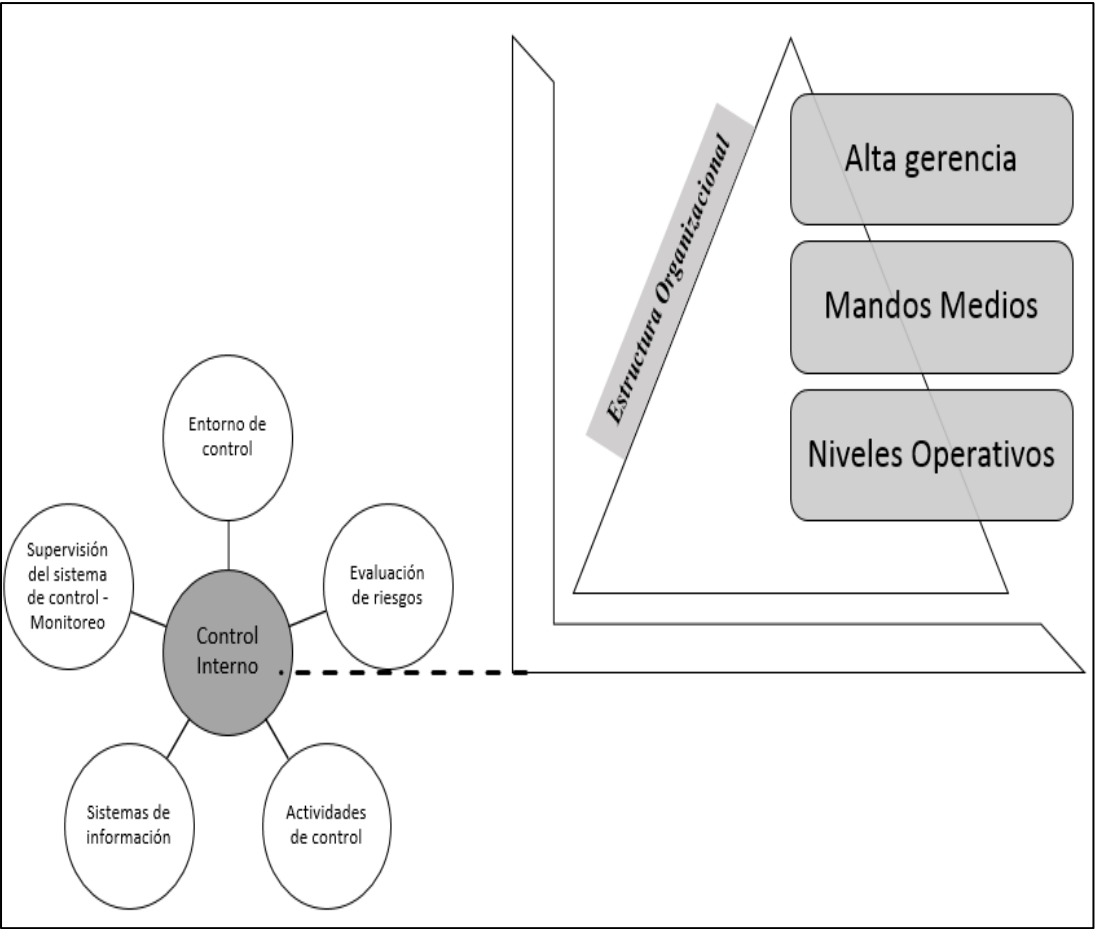 Estructura Organizacional
Alta gerencia
Mandos Medios
Niveles Operativos
Entorno de
control
Supervisión
del sistema
de control -
Monitoreo
Evaluación
de riesgos
Control
Interno
Sistemas de
información
Actividades
de control